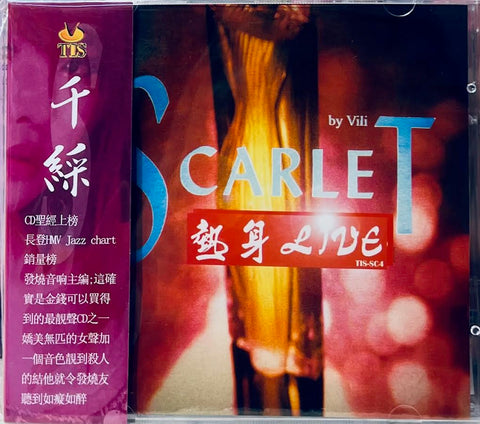 TIS
千綵
CD聖經上榜
長登HMV Jazz chart
銷量榜
發燒音响主編;這確
實是金錢可以買得
到的最靚聲CD之一
嬌美無匹的女聲加
一個音色靚到殺人
的結他就令發燒友
聽到如癡如醉
by Vili
SCARLET
熱身LIVE
TIS-SC4